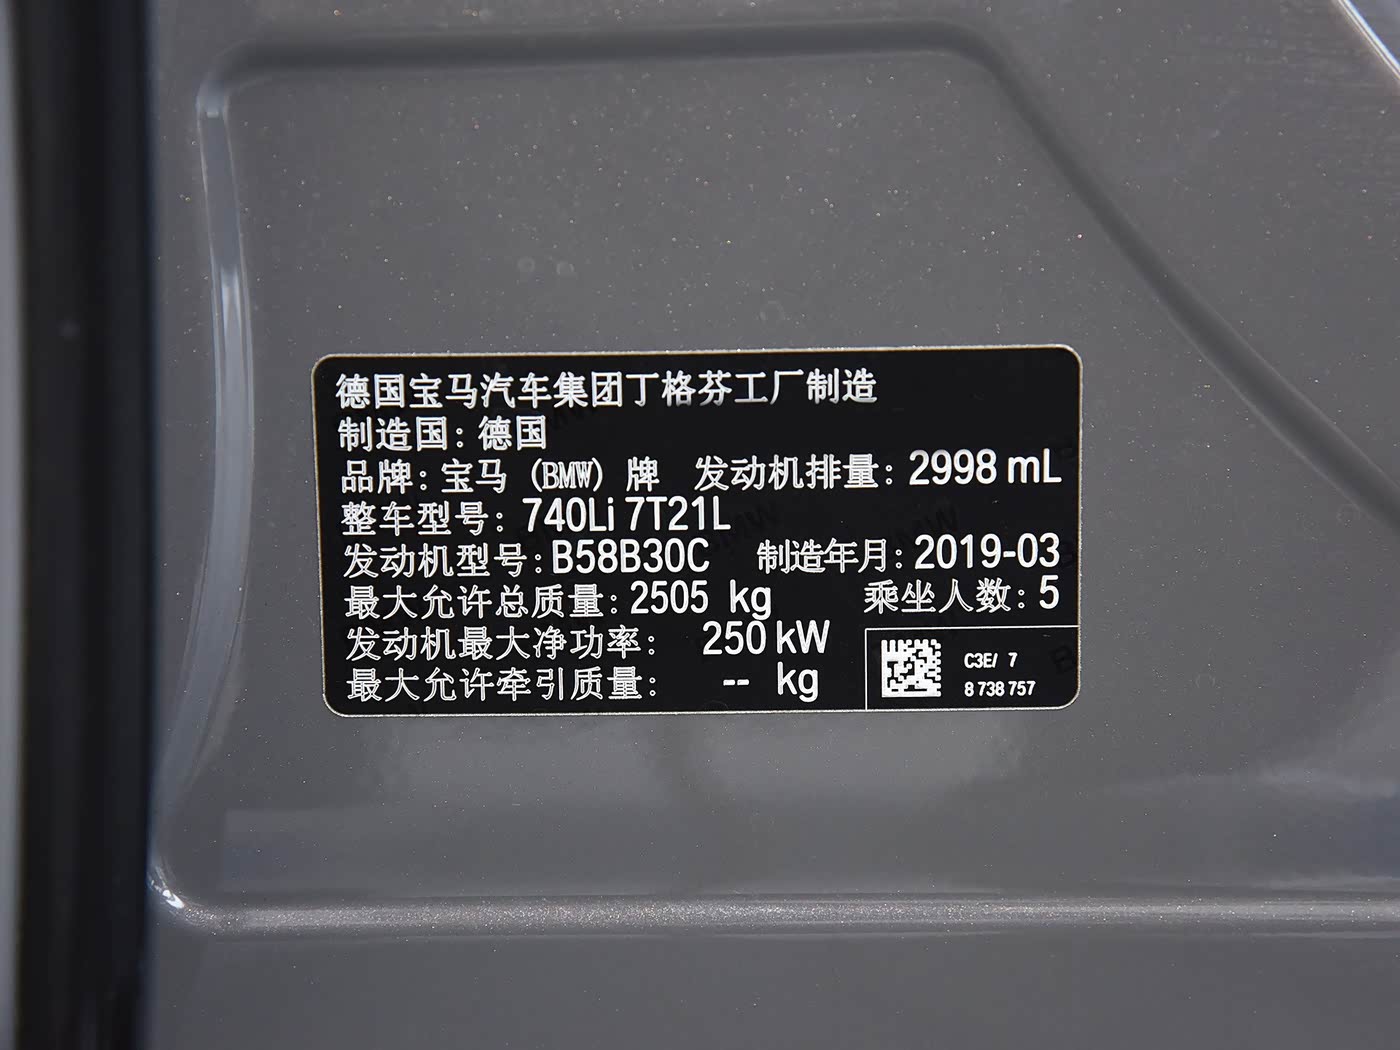 德国宝马汽车集团丁格芬工厂制造
制造国：德国
品牌：宝马（BMW）牌 发动机排量：2998 mL
整车型号：740Li 7T21L
发动机型号：B58B30C 制造年月：2019-03
最大允许总质量：2505 kg 乘坐人数：5
发动机最大净功率： 250 kW
最大允许牵引质量： -- kg
C3E/ 7
8 738 757